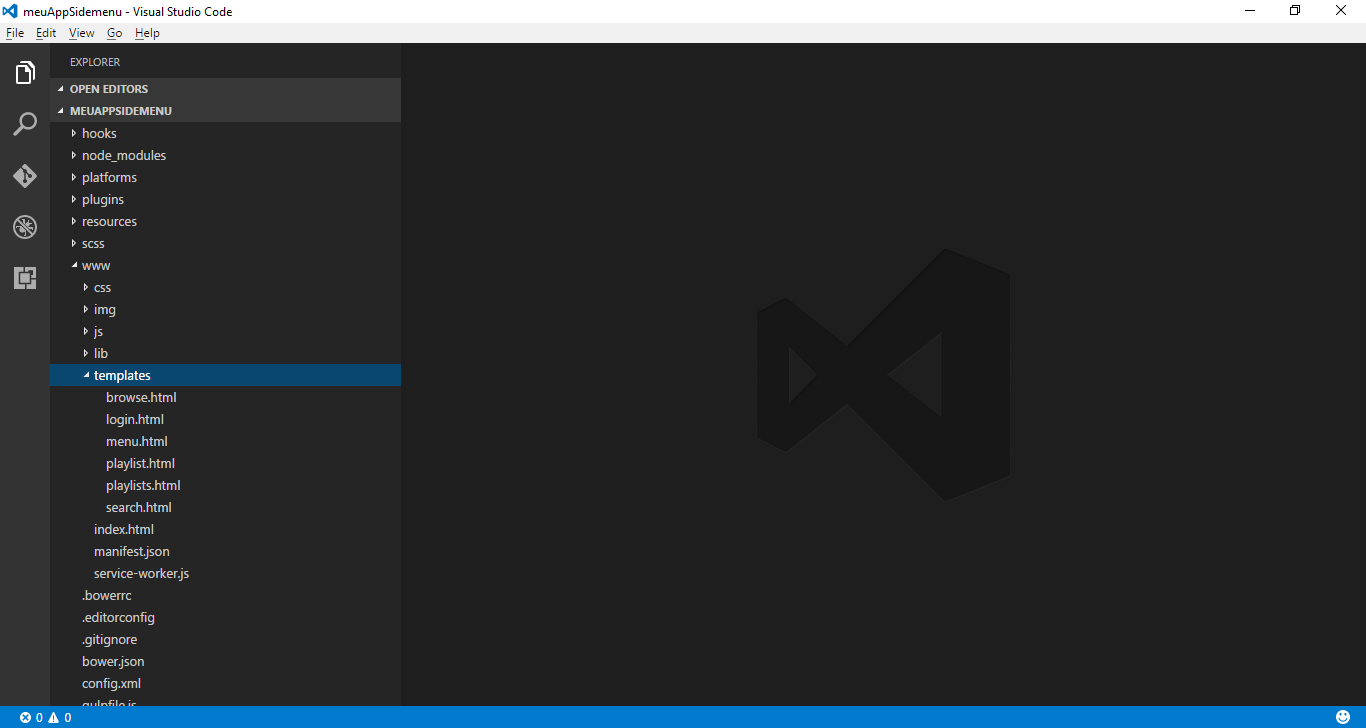 meuAppSidemenu - Visual Studio Code
File Edit View Go Help
EXPLORER
OPEN EDITORS
MEUAPPSIDEMENU
hooks
node_modules
platforms
plugins
resources
scss
www
css
img
js
lib
templates
browse.html
login.html
menu.html
playlist.html
playlists.html
search.html
index.html
manifest.json
service-worker.js
.bowerrc
.editorconfig
.gitignore
bower.json
config.xml
gulpfile.js
0 0